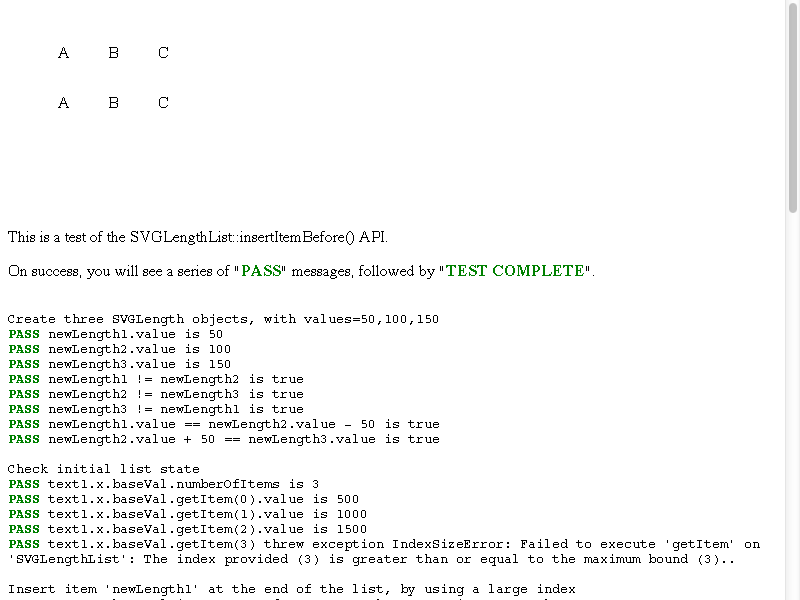 A B C
A B C
This is a test of the SVGLengthList::insertItemBefore() API.
On success, you will see a series of "PASS" messages, followed by "TEST COMPLETE".
Create three SVGLength objects, with values=50,100,150
PASS newLength1.value is 50
PASS newLength2.value is 100
PASS newLength3.value is 150
PASS newLength1 != newLength2 is true
PASS newLength2 != newLength3 is true
PASS newLength3 != newLength1 is true
PASS newLength1.value == newLength2.value - 50 is true
PASS newLength2.value + 50 == newLength3.value is true
Check initial list state
PASS text1.x.baseVal.numberOfItems is 3
PASS text1.x.baseVal.getItem(0).value is 500
PASS text1.x.baseVal.getItem(1).value is 1000
PASS text1.x.baseVal.getItem(2).value is 1500
PASS text1.x.baseVal.getItem(3) threw exception IndexSizeError: Failed to execute 'getItem' on
'SVGLengthList': The index provided (3) is greater than or equal to the maximum bound (3)..
Insert item 'newLength1' at the end of the list, by using a large index